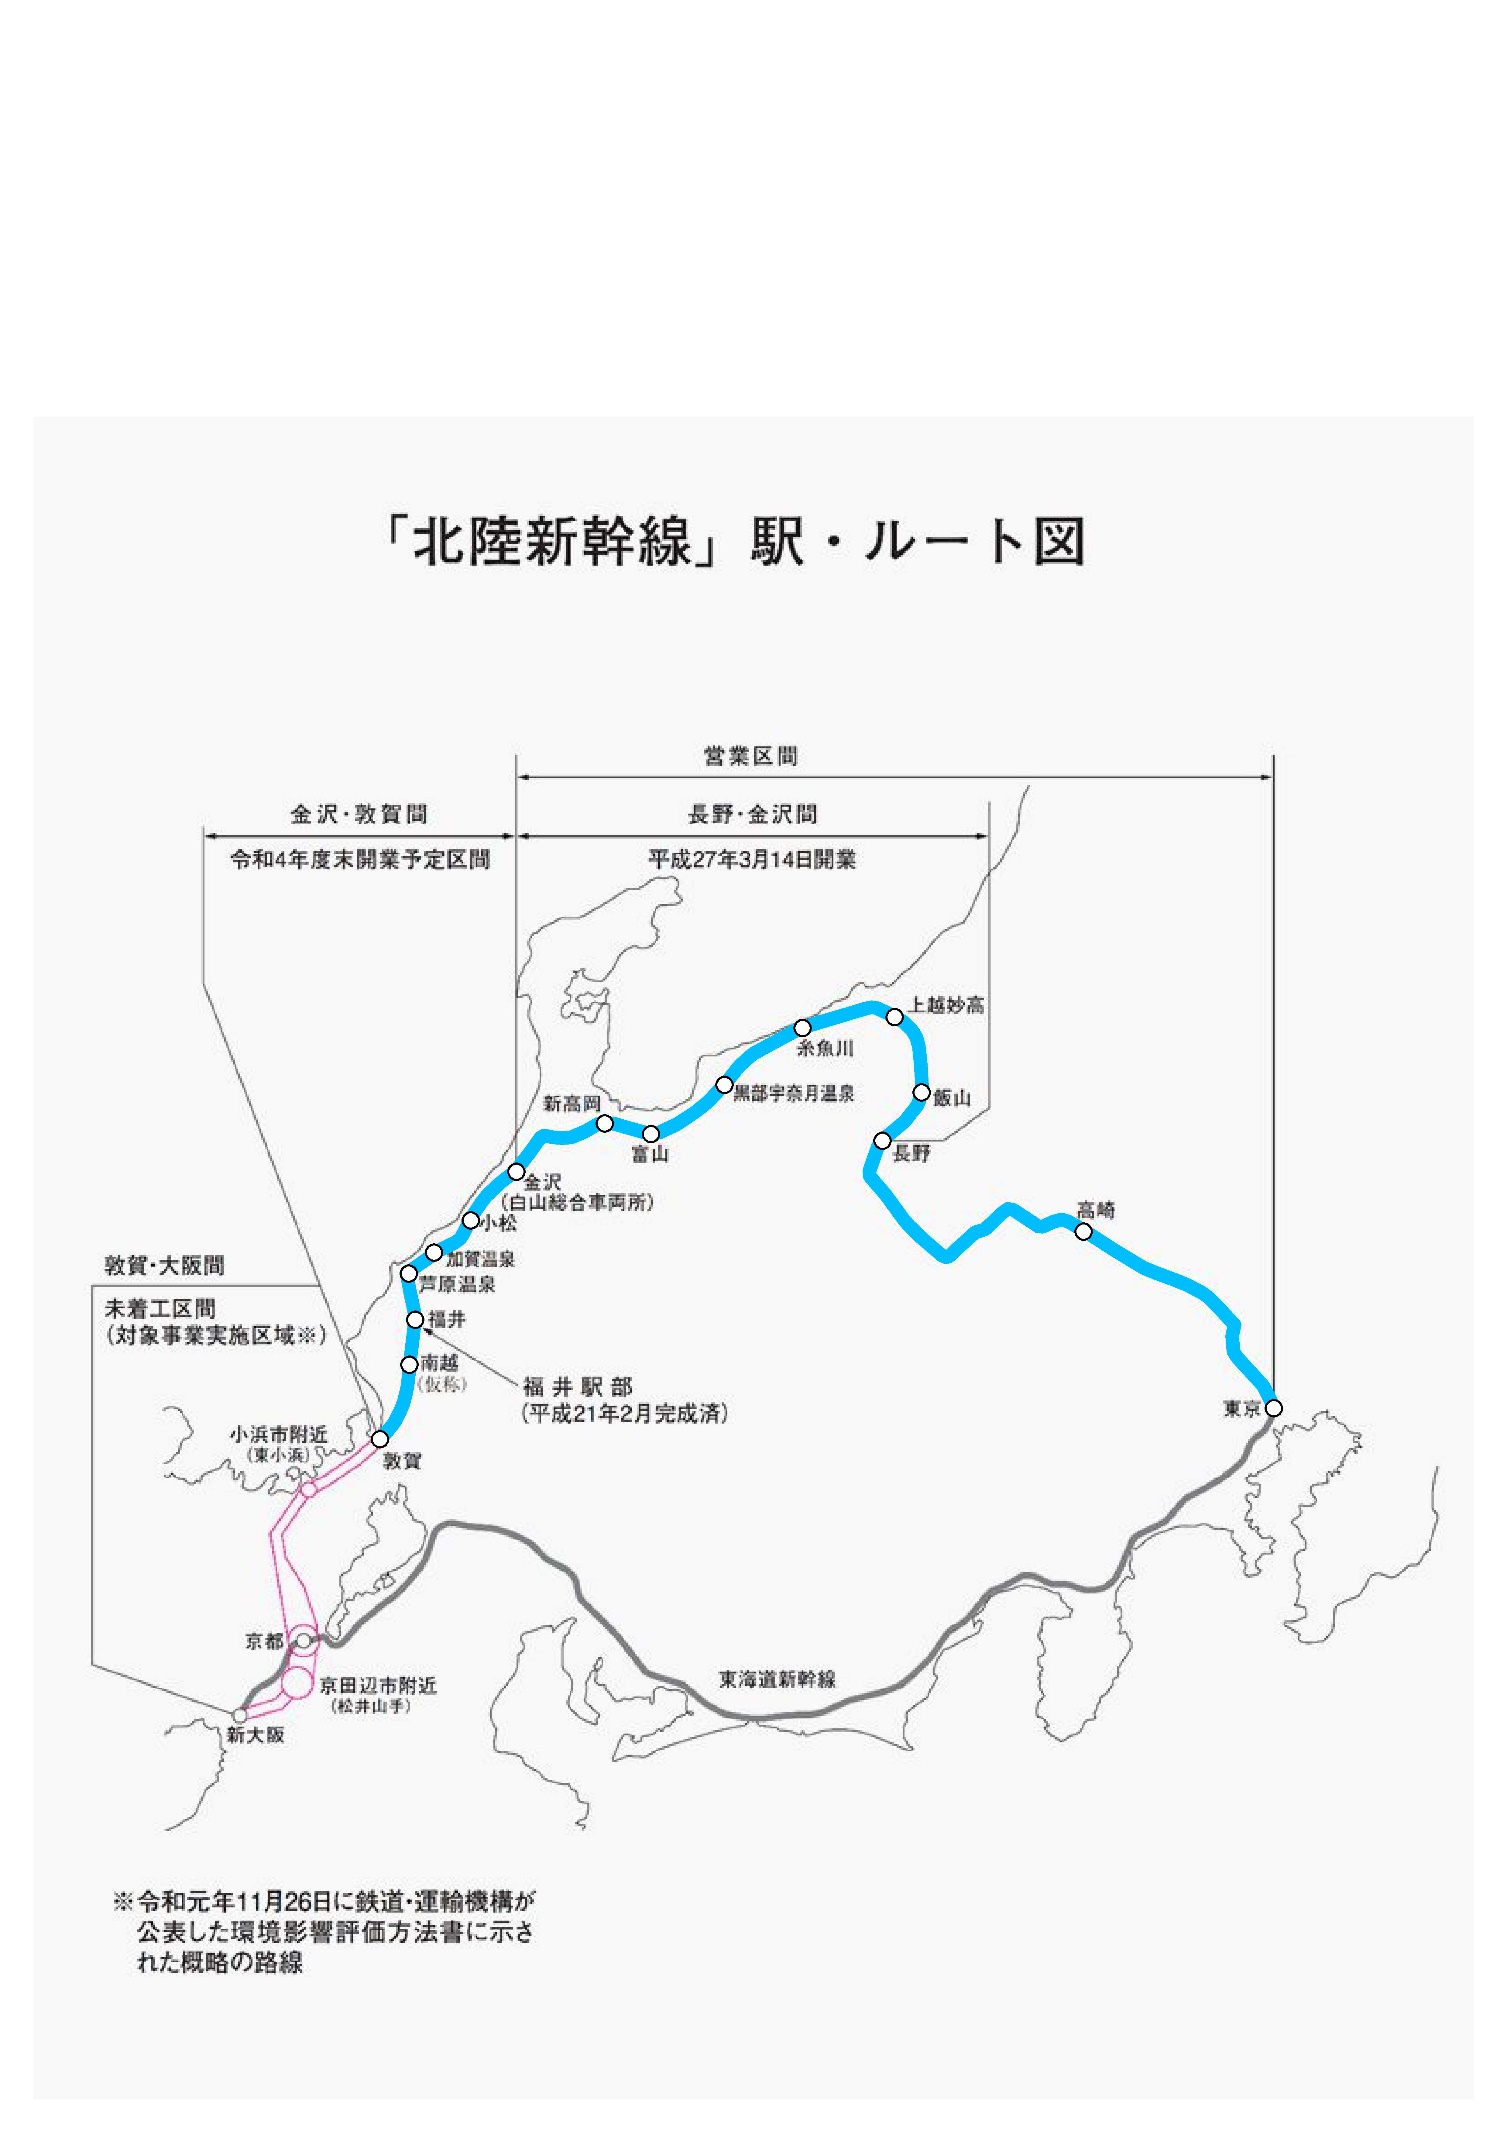 「北陸新幹線」駅・ルート図
営業区間
金沢・敦賀間
長野・金沢間
令和4年度末開業予定区間
平成27年3月14日開業
上越妙高
糸魚川
黒部宇奈月温泉
飯山
新高岡
富山
長野
金沢
(白山総合車両所)
小松
高崎
加賀温泉
敦賀・大阪間
芦原温泉
未着工区間
(対象事業実施区域※)
福井
南越
(仮称)
福井駅部
(平成21年2月完成済)
東京
小浜市附近
(東小浜)
敦賀
京都
東海道新幹線
京田辺市附近
(松井山手)
新大阪
※令和元年11月26日に鉄道・運輸機構が
公表した環境影響評価方法書に示さ
れた概略の路線